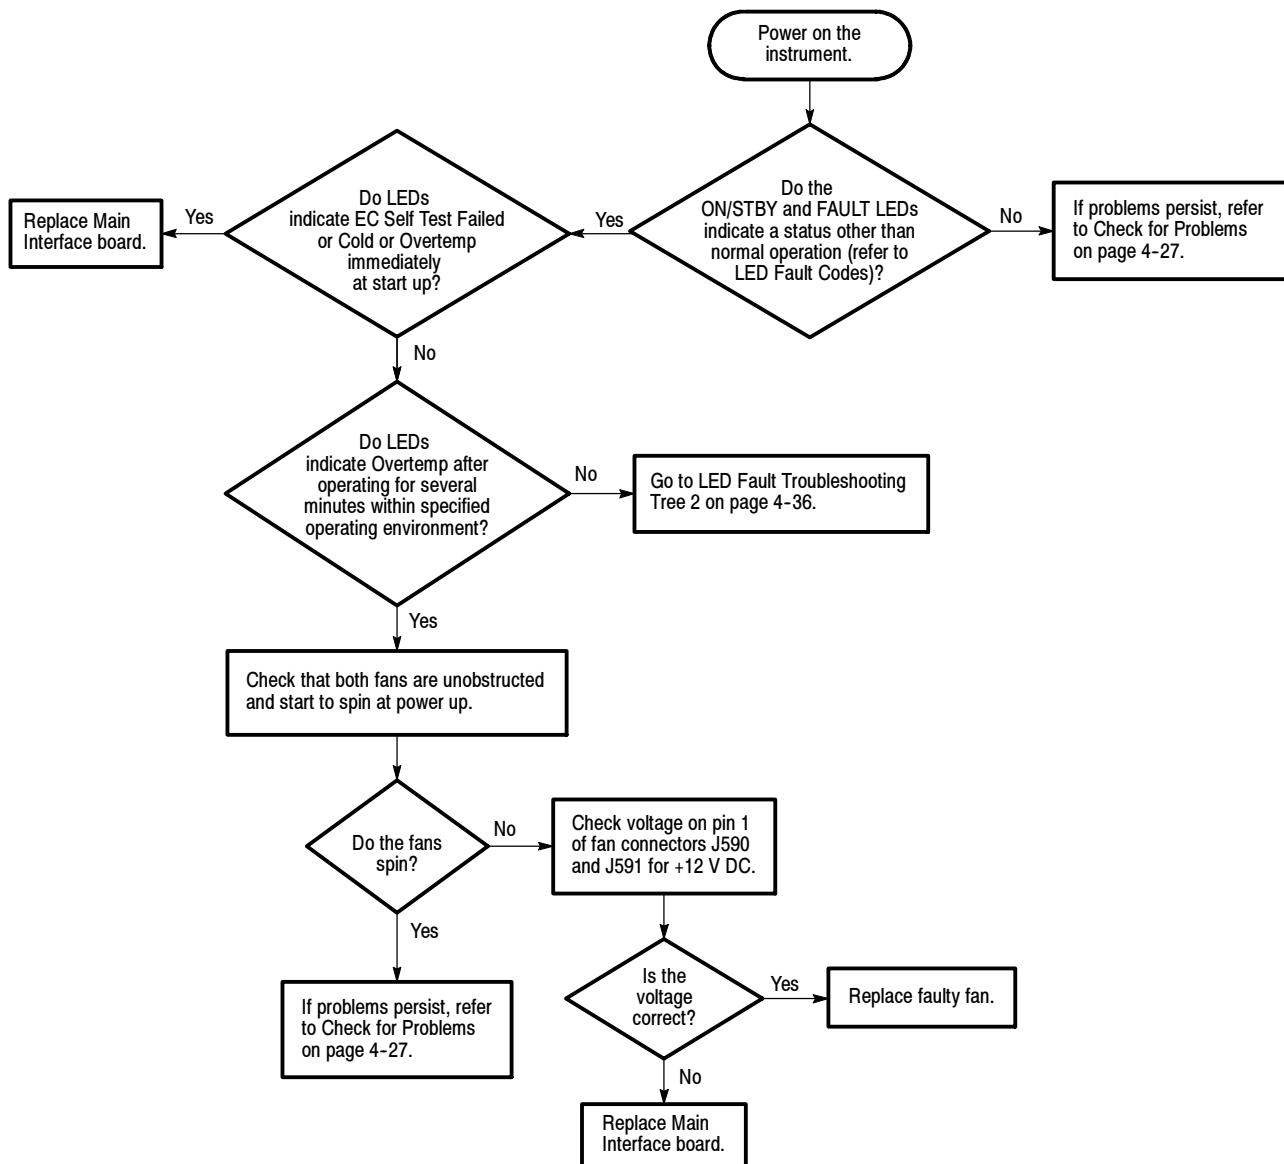 Power on the
instrument.
Do the
ON/STBY and FAULT LEDs
indicate a status other than
normal operation (refer to
LED Fault Codes)?
No
If problems persist, refer
to Check for Problems
on page 4-27.
Yes
Do LEDs
indicate EC Self Test Failed
or Cold or Overtemp
immediately
at start up?
Yes
Replace Main
Interface board.
No
Do LEDs
indicate Overtemp after
operating for several
minutes within specified
operating environment?
No
Go to LED Fault Troubleshooting
Tree 2 on page 4-36.
Yes
Check that both fans are unobstructed
and start to spin at power up.
Do the fans
spin?
No
Check voltage on pin 1
of fan connectors J590
and J591 for +12 V DC.
Yes
If problems persist, refer
to Check for Problems
on page 4-27.
Is the
voltage
correct?
Yes
Replace faulty fan.
No
Replace Main
Interface board.